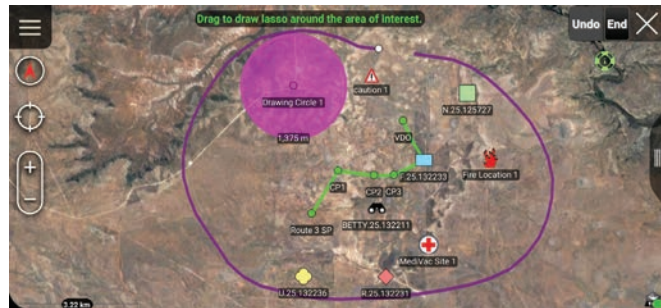 Drag to draw lasso around the area of interest.
Undo End
caution 1
Drawing Circle 1
N.25.125727
1,375 m
VDO
.25.132233
Fire Location 1
CP1
CP2
CP3
BETTY.25.132211
Route 3 SP
MediVac Site 1
U.25.132236
R.25.132231
3.22 km